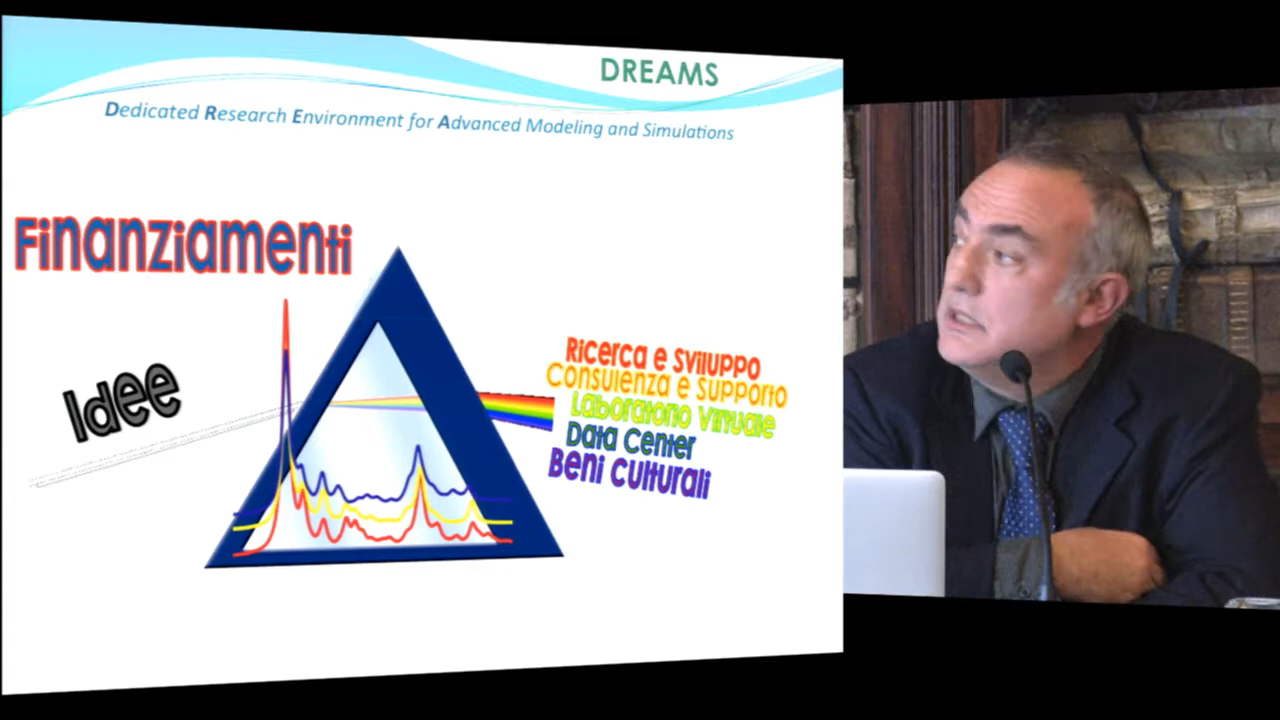 DREAMS
Dedicated Research Environment for Advanced Modeling and Simulations
Finanziamenti
Idee
Ricerca e Sviluppo
Consulenza e Supporto
Laboratorio Virtuale
Data Center
Beni Culturali